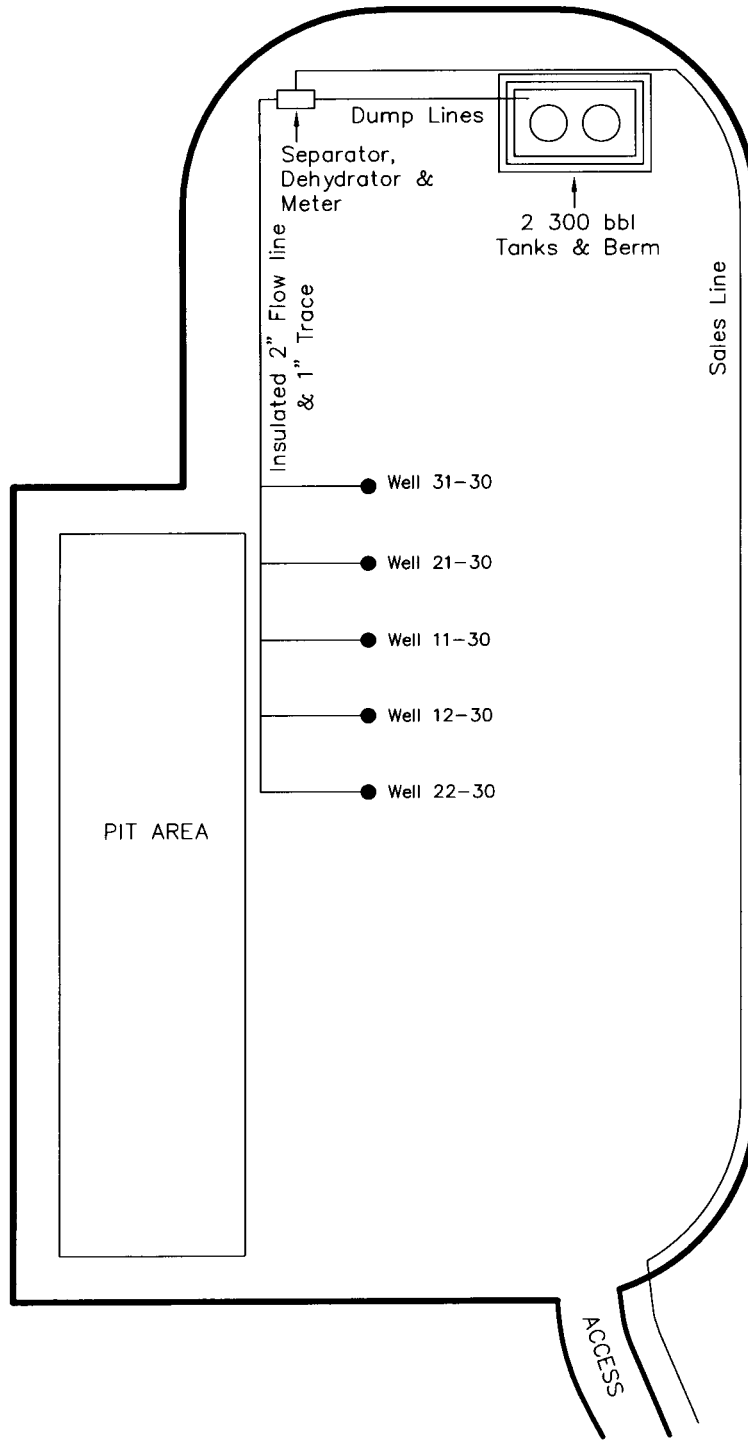 Dump Lines
Separator,
Dehydrator &
Meter
2 300 bbl
Tanks & Berm
Insulated 2" Flow line
& 1" Trace
Sales Line
Well 31-30
Well 21-30
Well 11-30
Well 12-30
Well 22-30
PIT AREA
ACCESS